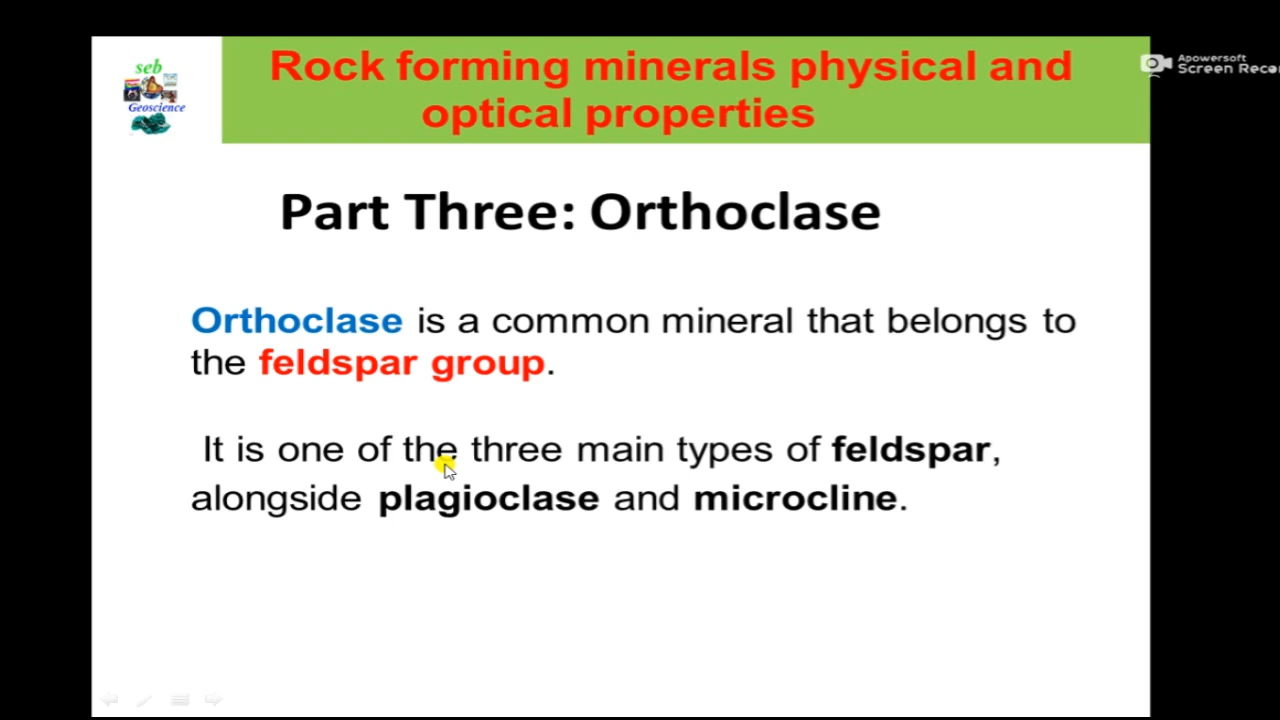 seb
Geoscience
Rock forming minerals physical and
optical properties
Apowersoft
Screen Reco
Part Three: Orthoclase
Orthoclase is a common mineral that belongs to
the feldspar group.
It is one of the three main types of feldspar,
alongside plagioclase and microcline.